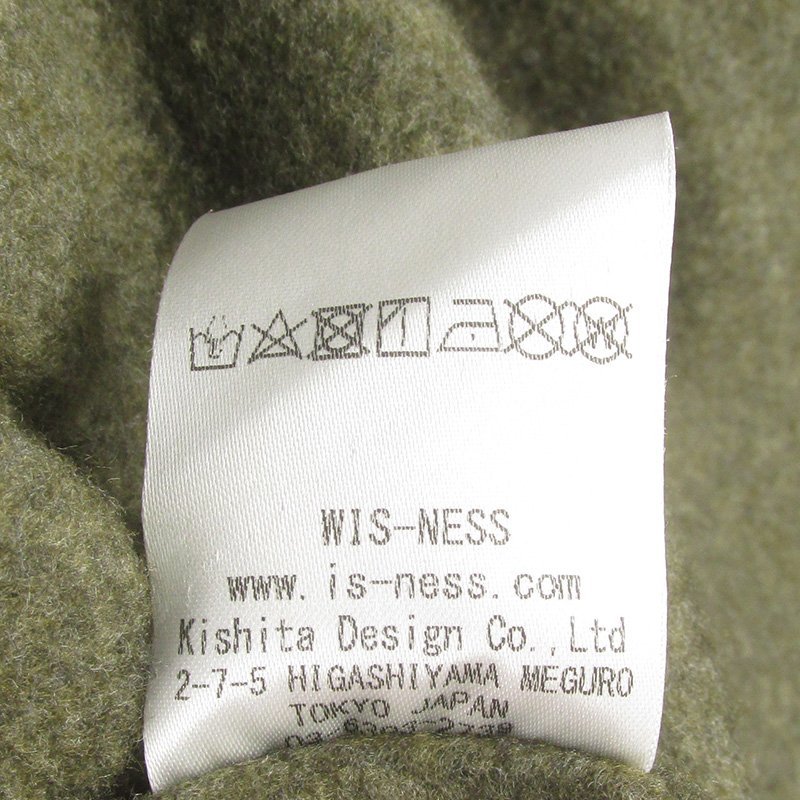 W
WIS-NESS
www.is-ness.com
Kishita Design Co.,Ltd
2-7-5 HIGASHIYAMA MEGURO
TOKYO JAPAN